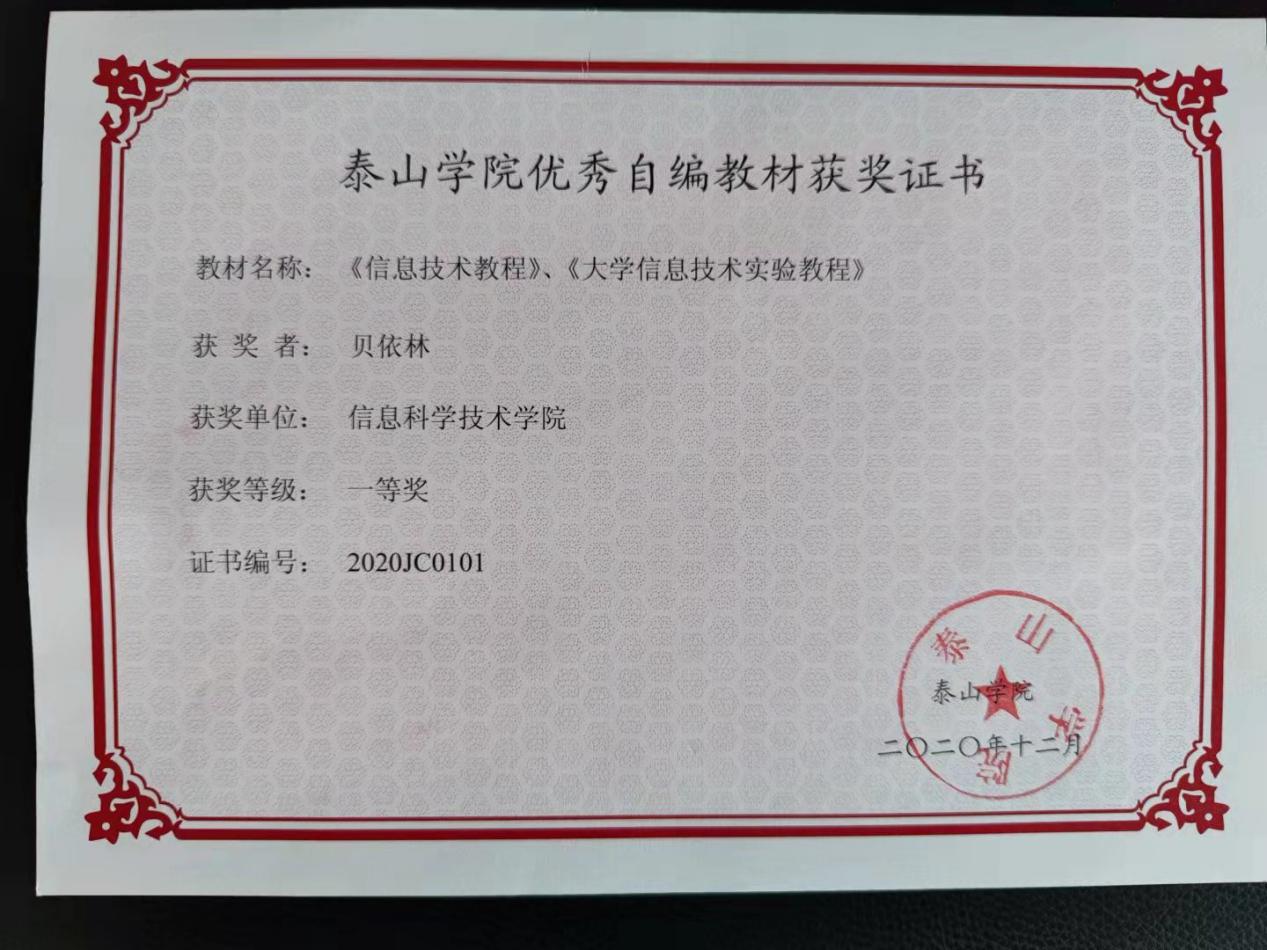 泰山学院优秀自编教材获奖证书
教材名称：《信息技术教程》、《大学信息技术实验教程》
获 奖 者： 贝依林
获奖单位： 信息科学技术学院
获奖等级： 一等奖
证书编号： 2020JC0101
泰山学院
泰山学院
二〇二〇年十二月